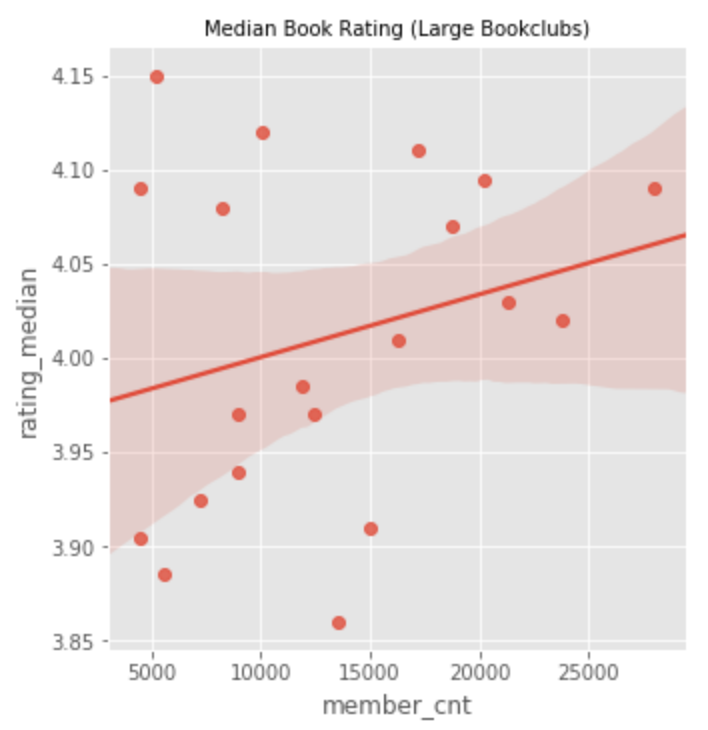 Median Book Rating (Large Bookclubs)
4.15
4.10
4.05
4.00
3.95
3.90
3.85
rating_median
5000 10000 15000 20000 25000
member_cnt